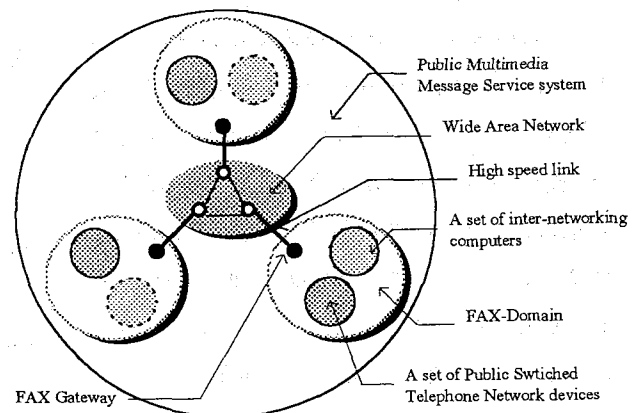 Public Multimedia
Message Service system
Wide Area Network
High speed link
A set of inter-networking
computers
FAX-Domain
A set of Public Swtiched
Telephone Network devices
FAX Gateway